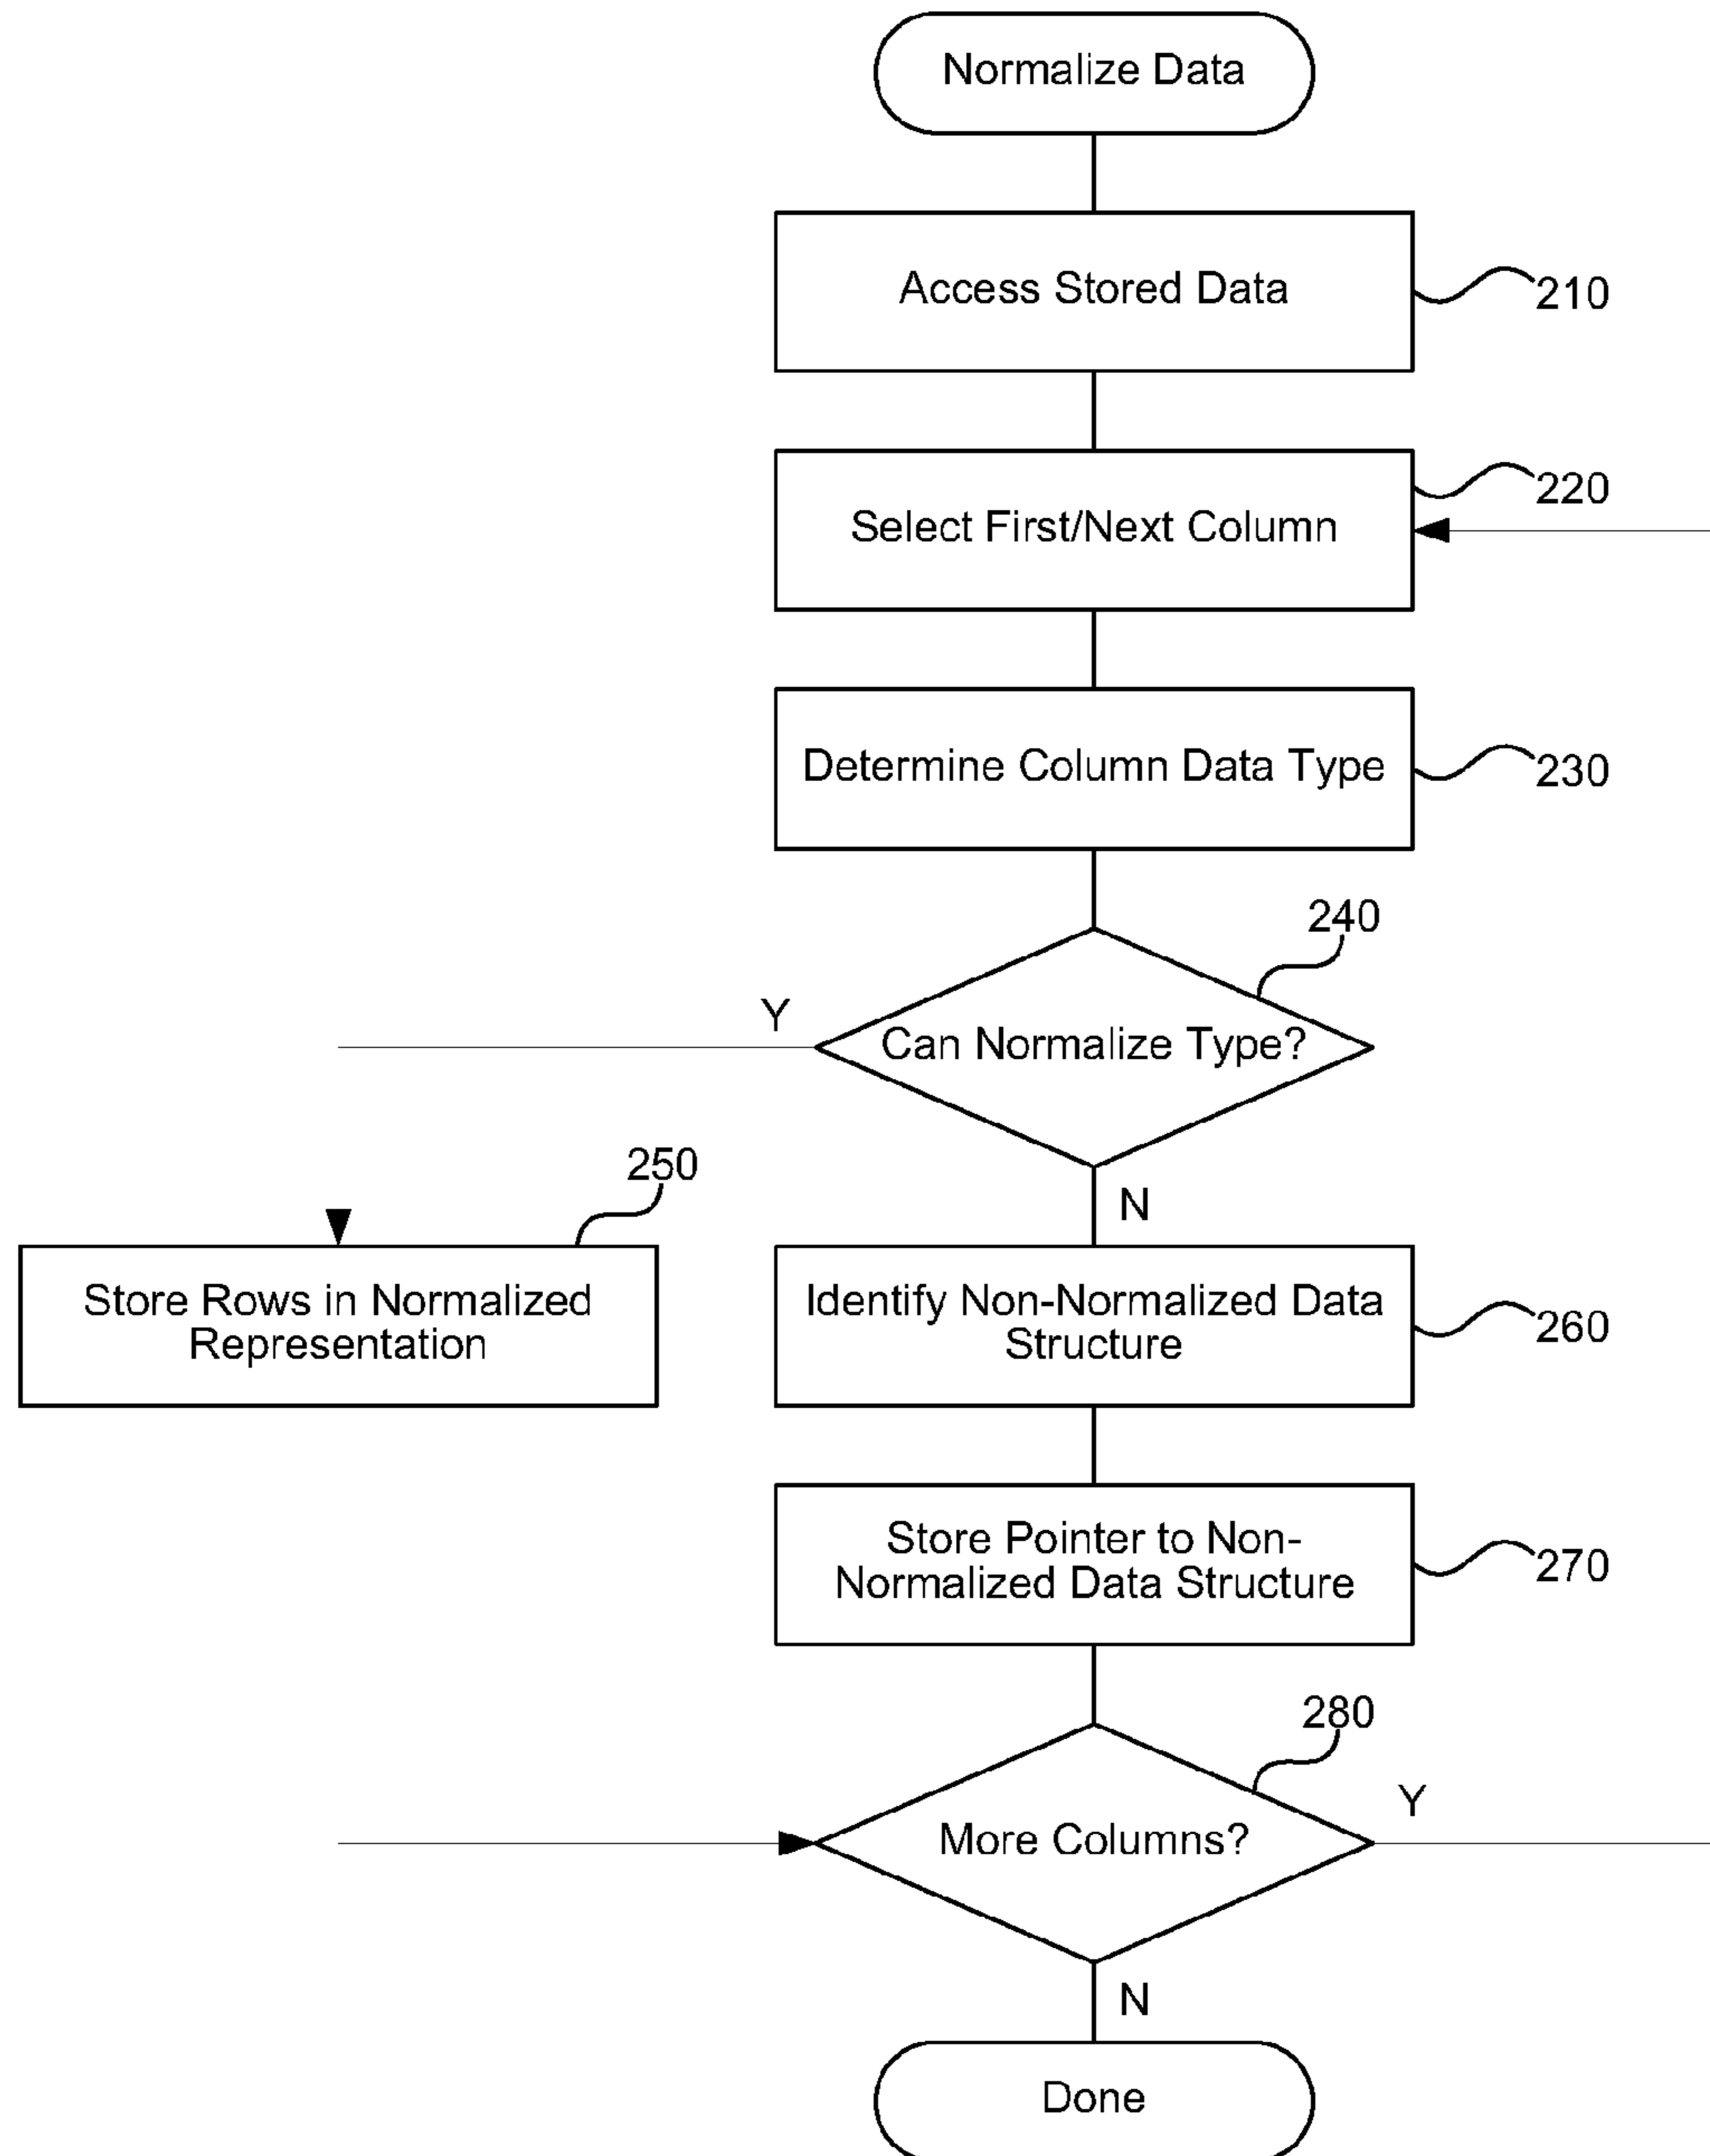 Normalize Data
Access Stored Data
210
Select First/Next Column
220
Determine Column Data Type
230
240
Can Normalize Type?
Y
N
250
Store Rows in Normalized
Representation
Identify Non-Normalized Data
Structure
260
Store Pointer to Non-
Normalized Data Structure
270
280
More Columns?
Y
N
Done